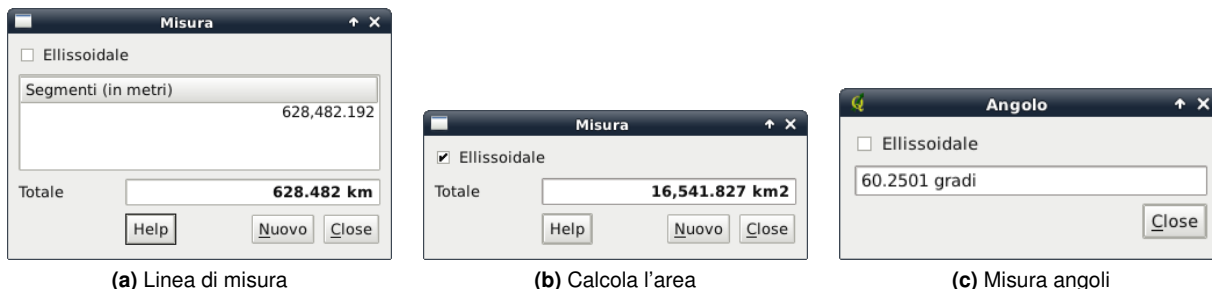 Misura
Ellissoidale
Segmenti (in metri)
628,482.192
Totale
628.482 km
Help
Nuovo
Close
(a) Linea di misura
Misura
Ellissoidale
Totale
16,541.827 km2
Help
Nuovo
Close
(b) Calcola l'area
Angolo
Ellissoidale
60.2501 gradi
Close
(c) Misura angoli